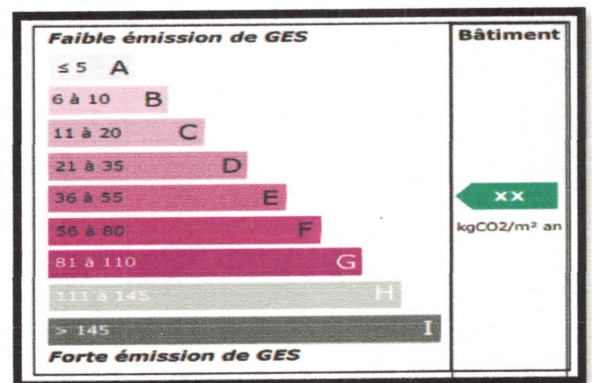 Faible émission de GES
Bâtiment
≤ 5 A
6 à 10 B
11 à 20 C
21 à 35 D
36 à 55 E
xx
56 à 80 F
kgCO2/m² an
81 à 110 G
111 à 145 H
> 145 I
Forte émission de GES